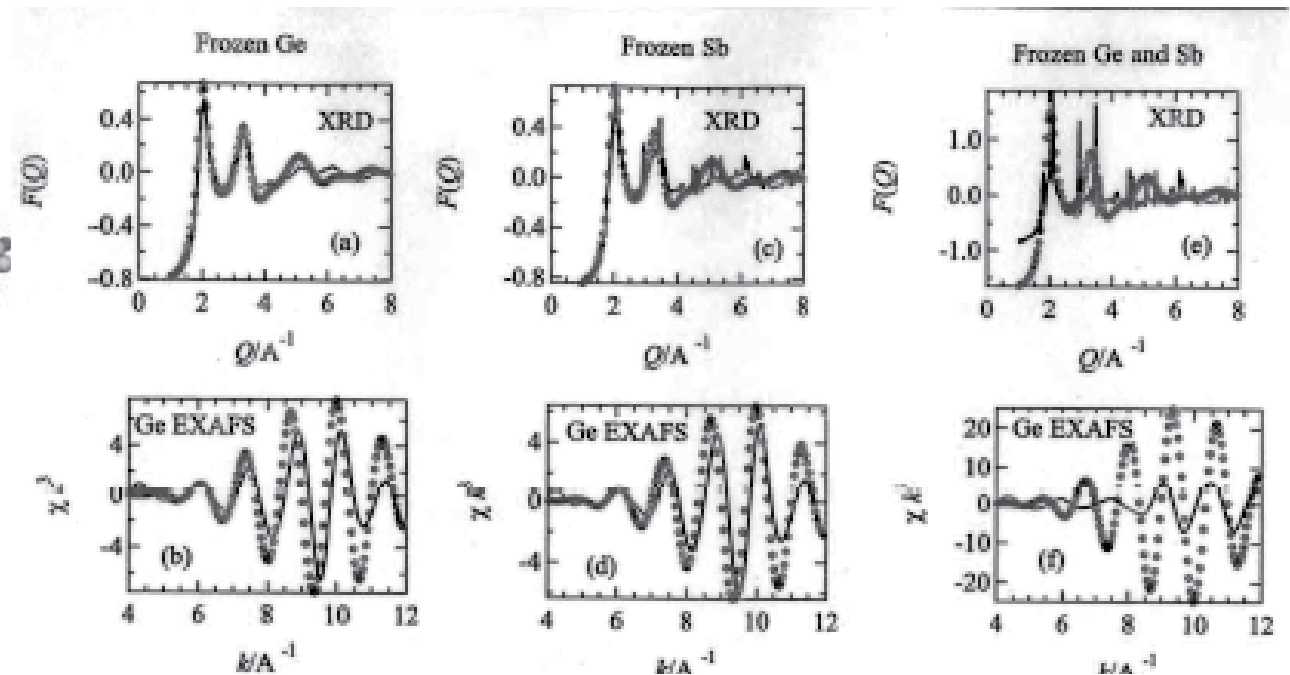 Frozen Ge
Frozen Sb
Frozen Ge and Sb
XRD
0.4
0.0
-0.4
-0.8
F(Q)
(a)
0 2 4 6 8
Q/A⁻¹
XRD
0.4
0.0
-0.4
-0.8
F(Q)
(c)
0 2 4 6 8
Q/A⁻¹
XRD
1.0
0.0
-1.0
F(Q)
(e)
0 2 4 6 8
Q/A⁻¹
Ge EXAFS
4
0
-4
(b)
4 6 8 10 12
k/A⁻¹
Ge EXAFS
4
0
-4
χ k³
(d)
4 6 8 10 12
k/A⁻¹
Ge EXAFS
20
10
0
-10
-20
(f)
4 6 8 10 12